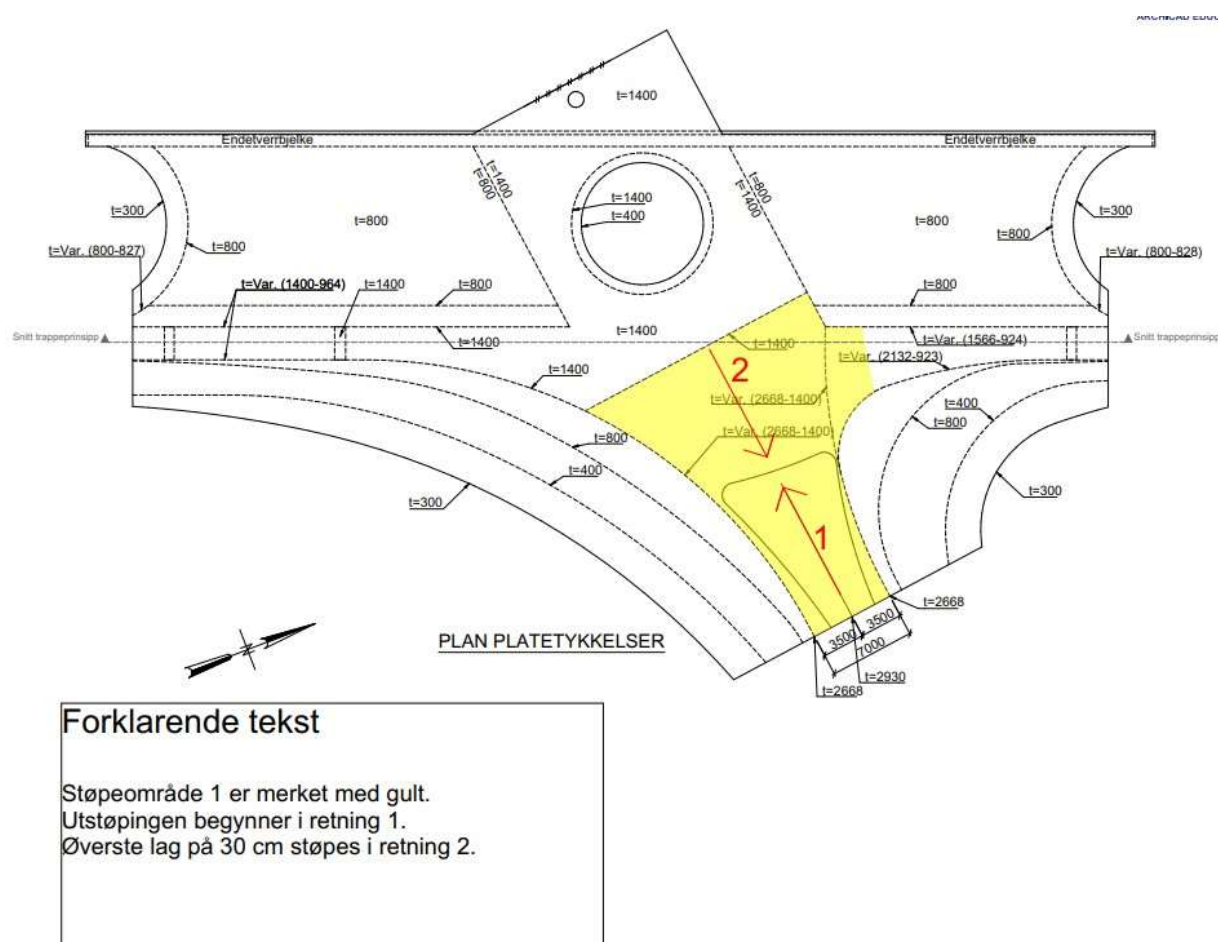 t=1400
Endetverrbjelke
Endetverrbjelke
t=1400
t=800
t=800
t=1400
t=300
t=1400
t=400
t=300
t=800
t=800
t=800
t=800
t=Var. (800-827)
t=Var. (800-828)
t=Var. (1400-964)
t=1400
t=800
t=800
Snitt trappeprinsipp
t=1400
t=1400
t=1400
t=Var. (1566-924)
Snitt trappeprinsipp
t=Var. (2132-923)
t=1400
2
t=Var. (2668-1400)
t=400
t=800
t=Var. (2668-1400)
t=800
t=400
t=300
t=300
1
t=2668
N
PLAN PLATETYKKELSER
3500
3500
7000
t=2930
t=2668
Forklarende tekst
Støpeområde 1 er merket med gult.
Utstøpingen begynner i retning 1.
Øverste lag på 30 cm støpes i retning 2.